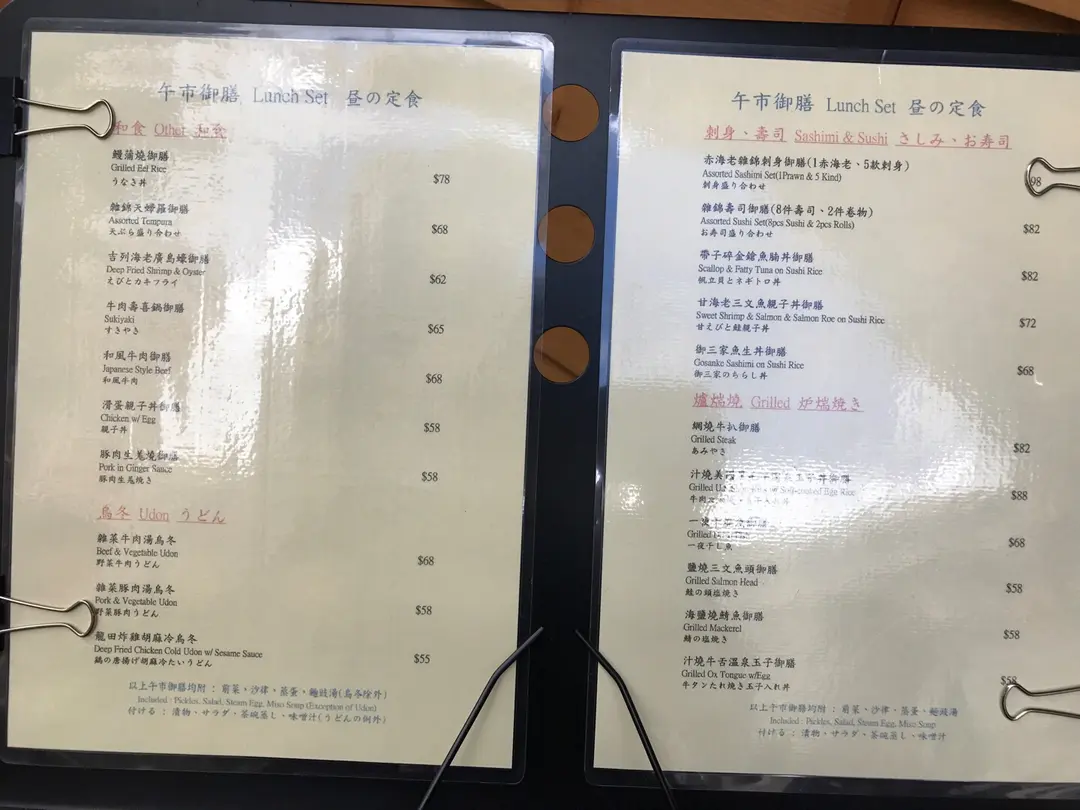 午市御膳 Lunch Set 昼の定食
和食 Other 和食
鰻蒲燒御膳
Grilled Eel Rice
うなぎ丼
$78
雜錦天婦羅御膳
Assorted Tempura
天ぷら盛り合わせ
$68
吉列海老廣島蠔御膳
Deep Fried Shrimp & Oyster
えびとカキフライ
$62
牛肉壽喜鍋御膳
Sukiyaki
すきやき
$65
和風牛肉御膳
Japanese Style Beef
和風牛肉
$68
滑蛋親子丼御膳
Chicken w/ Egg
親子丼
$58
豚肉生羗燒御膳
Pork in Ginger Sauce
豚肉生羗焼き
$58
烏冬 Udon うどん
雜菜牛肉湯烏冬
Beef & Vegetable Udon
野菜牛肉うどん
$68
雜菜豚肉湯烏冬
Pork & Vegetable Udon
野菜豚肉うどん
$58
龍田炸雞胡麻冷烏冬
Deep Fried Chicken Cold Udon w/ Sesame Sauce
鶏の唐揚げ胡麻冷たいうどん
$55
以上午市御膳均附 : 前菜，沙律，蒸蛋，麵豉湯(烏冬除外)
Included : Pickles, Salad, Steam Egg, Miso Soup (Exception of Udon)
付ける : 漬物、サラダ、茶碗蒸し、味噌汁(うどんの例外)
午市御膳 Lunch Set 昼の定食
刺身、壽司 Sashimi & Sushi さしみ、お寿司
赤海老雜錦刺身御膳(1赤海老、5款刺身)
Assorted Sashimi Set(1Prawn & 5 Kind)
刺身盛り合わせ
98
雜錦壽司御膳(8件壽司、2件卷物)
Assorted Sushi Set(8pcs Sushi & 2pcs Rolls)
お寿司盛り合わせ
$82
帶子碎金鎗魚腩丼御膳
Scallop & Fatty Tuna on Sushi Rice
帆立貝とネギトロ丼
$82
甘海老三文魚親子丼御膳
Sweet Shrimp & Salmon & Salmon Roe on Sushi Rice
甘えびと鮭親子丼
$72
御三家魚生丼御膳
Gosanke Sashimi on Sushi Rice
御三家のちらし丼
$68
爐端燒 Grilled 炉端焼き
網燒牛扒御膳
Grilled Steak
あみやき
$82
汁燒美
Grilled
of Egg Rice
$88
一夜干
Grilled
一夜干し魚
$68
鹽燒三文魚頭御膳
Grilled Salmon Head
鮭の頭塩焼き
$58
海鹽燒鯖魚御膳
Grilled Mackerel
鯖の塩焼き
$58
汁燒牛舌溫泉玉子御膳
Grilled Ox Tongue w/Egg
牛タンたれ焼き玉子入れ丼
$58
以上午市御膳均附 : 前菜，沙律，蒸蛋，麵豉湯
Included : Pickles, Salad, Steam Egg, Miso Soup
付ける : 漬物、サラダ、茶碗蒸し、味噌汁